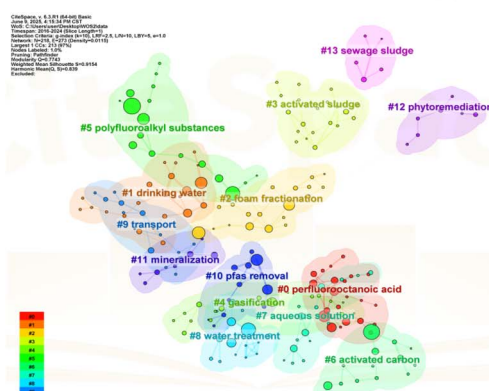 CiteSpace, v. 6.3.R1 (64-bit) Basic
June 9, 2025, 4:15:34 PM CST
WoS: C:\Users\user\Desktop\WOS2\data
Timespan: 2016-2024 (Slice Length=1)
Selection Criteria: g-index (k=10), LRF=2.5, L/N=10, LBY=5, e=1.0
Network: N=218, E=273 (Density=0.0115)
Largest 1 CCs: 213 (97%)
Nodes Labeled: 1.0%
Pruning: Pathfinder
Modularity Q=0.7743
Weighted Mean Silhouette S=0.9154
Harmonic Mean(Q, S)=0.839
Excluded:
#13 sewage sludge
#3 activated sludge
#12 phytoremediation
#5 polyfluoroalkyl substances
#1 drinking water
#2 foam fractionation
#9 transport
#11 mineralization
#10 pfas removal
#0 perfluorooctanoic acid
#4 gasification
#7 aqueous solution
#8 water treatment
#6 activated carbon
#0
#1
#2
#3
#4
#5
#6
#7
#8